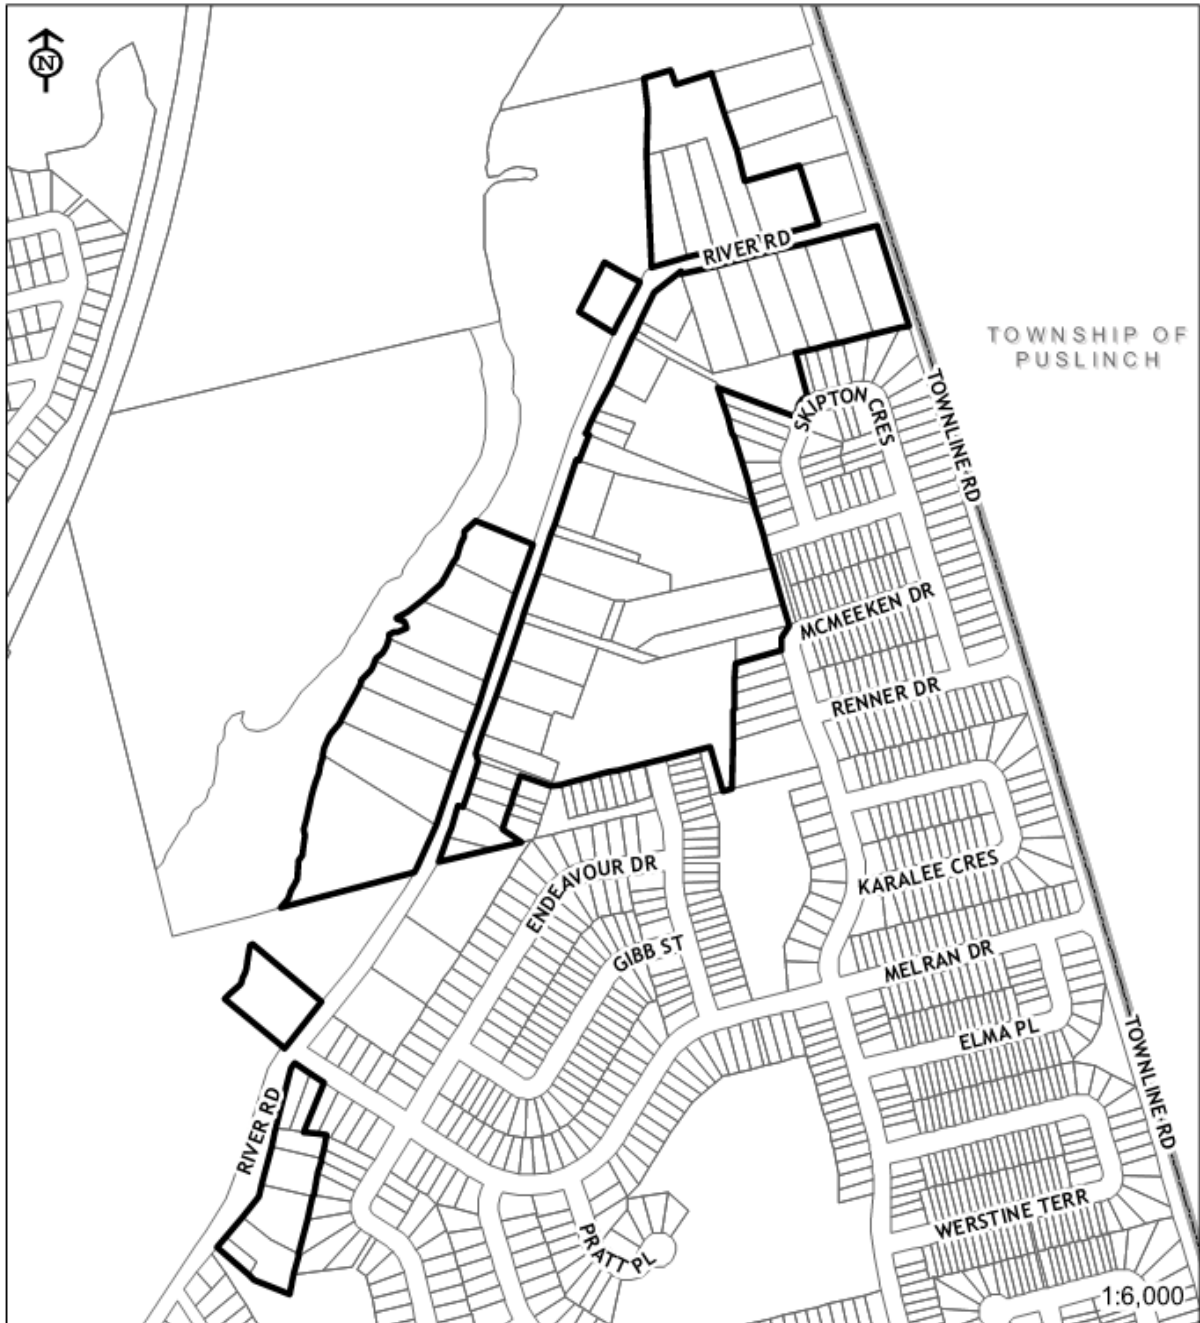 N
RIVER RD
TOWNSHIP OF
PUSLINCH
SKIPTON
CRES
TOWNLINE RD
MCMEEKEN DR
RENNER DR
ENDEAVOUR DR
KARALEE CRES
GIBB ST
MELRAN DR
ELMA PL
TOWNLINE RD
RIVER RD
WERSTINE TERR
PRATT PL
1:6,000